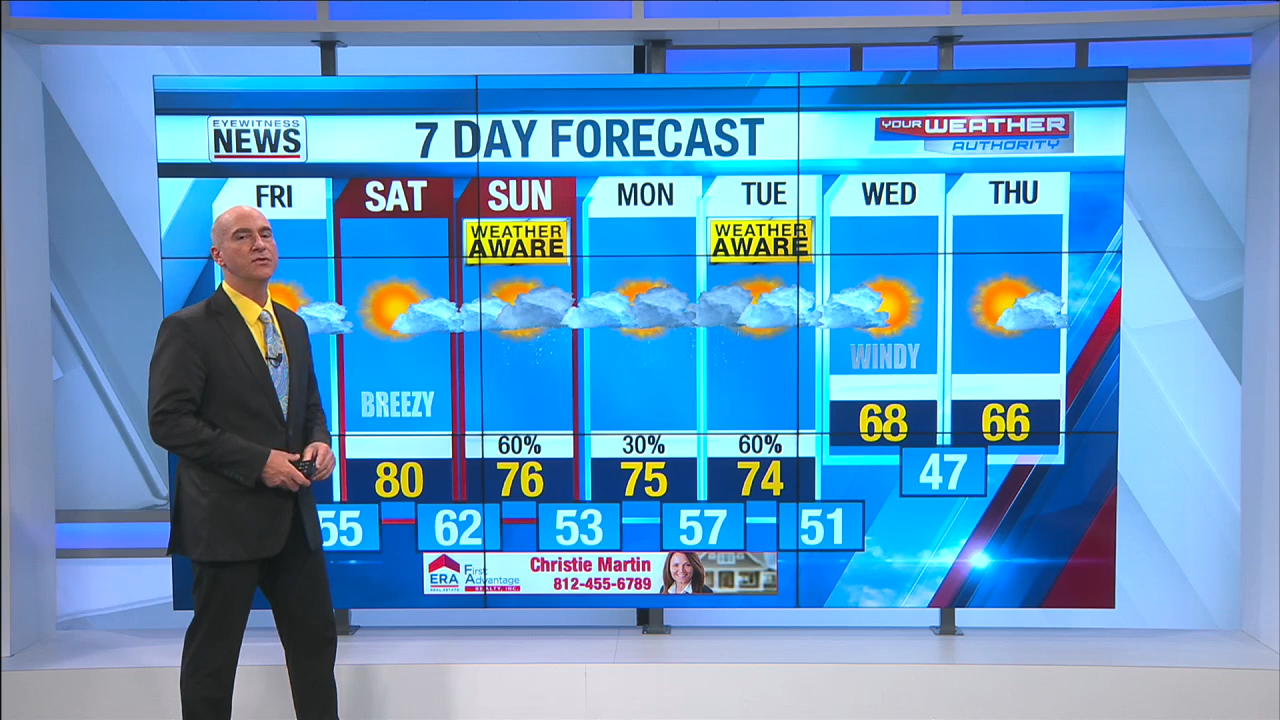 EYEWITNESS
NEWS
7 DAY FORECAST
YOUR WEATHER
AUTHORITY
FRI
SAT
SUN
MON
TUE
WED
THU
WEATHER
AWARE
WEATHER
AWARE
WINDY
BREEZY
68
66
60%
30%
60%
80
76
75
74
47
55
62
53
57
51
ERA
REAL ESTATE
First
Advantage
REALTY, INC.
Christie Martin
812-455-6789